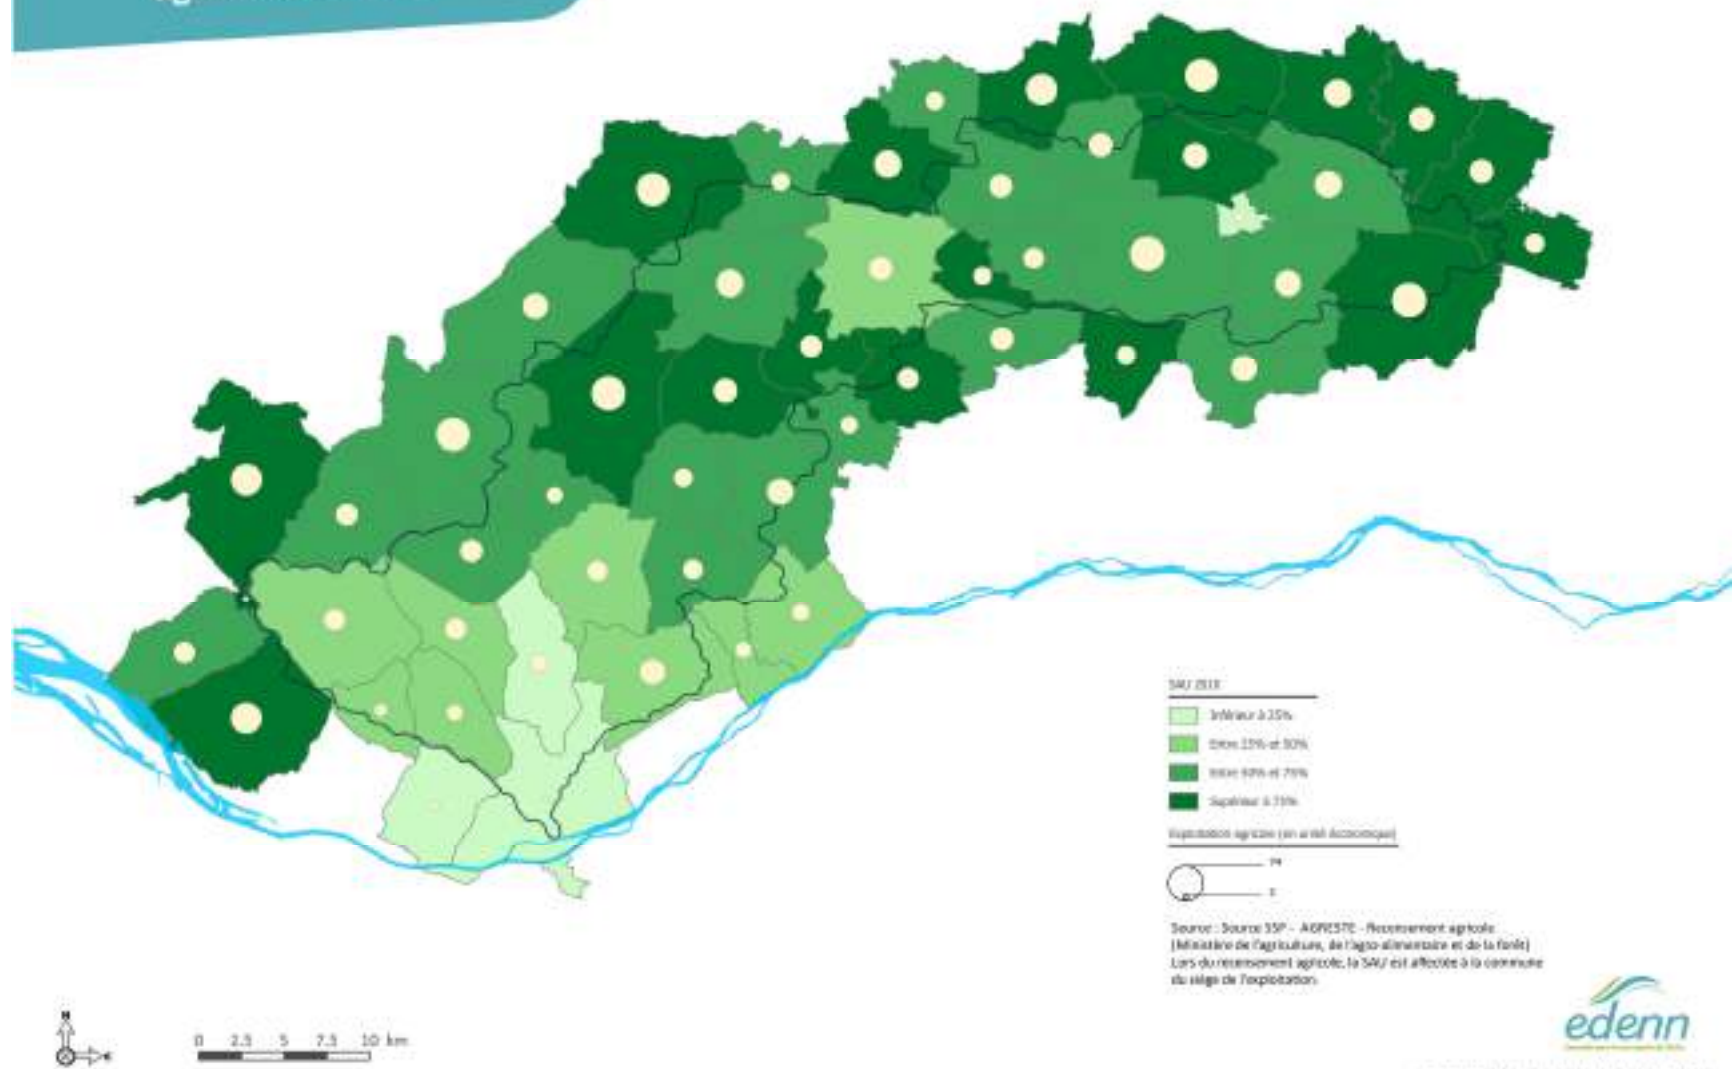 SAU 2010
Inférieur à 25%
Entre 25% et 50%
Entre 50% et 75%
Supérieur à 75%
Exploitation agricole (en unité économique)
74
Source : Source SSP - AGRESTE - Recensement agricole
(Ministère de l'agriculture, de l'agro-alimentaire et de la forêt)
Lors du recensement agricole, la SAU est affectée à la commune
du siège de l'exploitation.
N
0 2.5 5 7.5 10 km
edenn